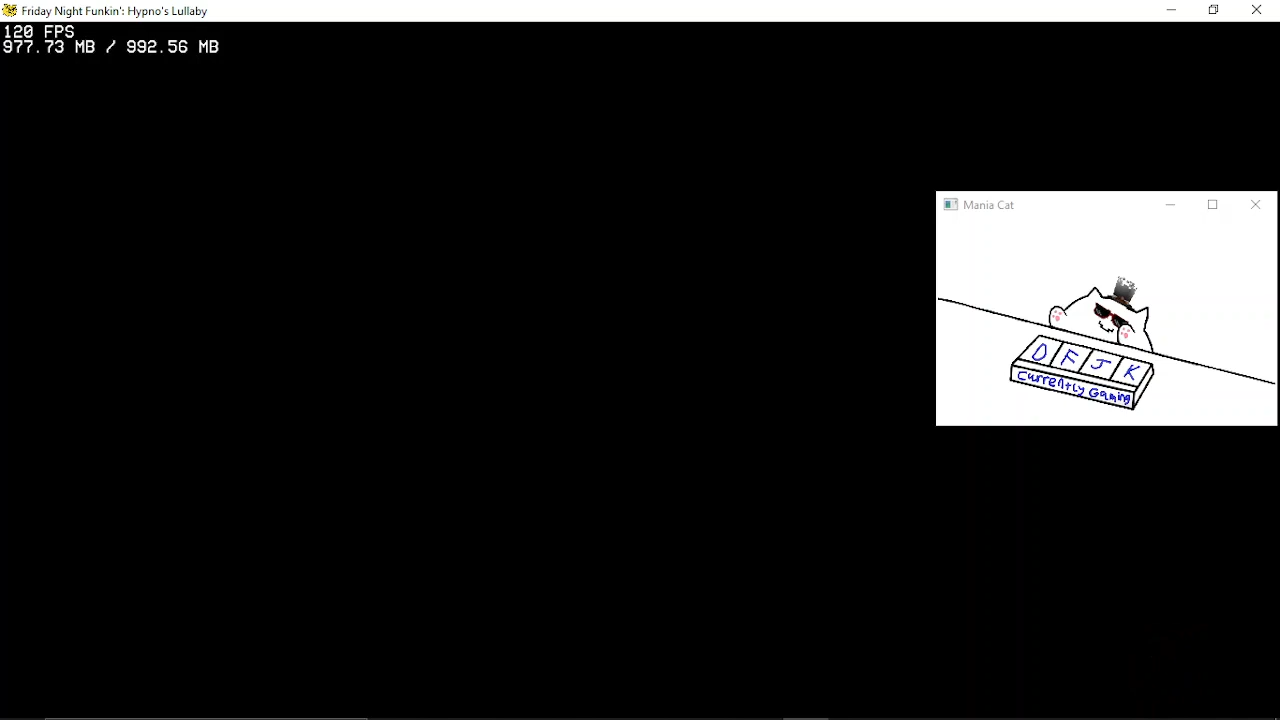 Friday Night Funkin': Hypno's Lullaby
120 FPS
977.73 MB / 992.56 MB
Mania Cat
D F J K
Currently Gaming